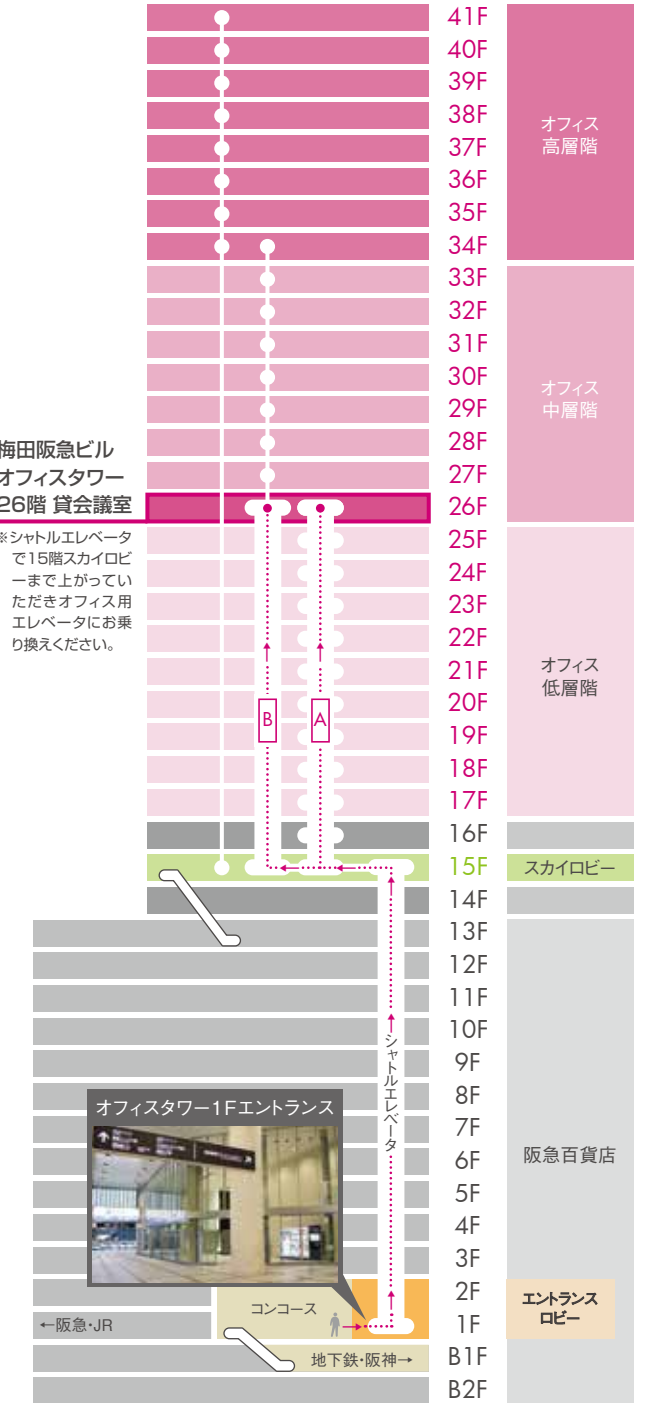 41F
40F
39F
38F
オフィス
高層階
37F
36F
35F
34F
33F
32F
31F
30F
オフィス
中層階
29F
28F
27F
梅田阪急ビル
オフィスタワー
26階 貸会議室
26F
※シャトルエレベータ
で15階スカイロビ
ーまで上がってい
ただきオフィス用
エレベータにお乗
り換えください。
25F
24F
23F
22F
21F
オフィス
低層階
20F
B
A
19F
18F
17F
16F
15F
スカイロビー
14F
13F
12F
11F
10F
シャトルエレベータ
9F
8F
オフィスタワー1Fエントランス
7F
6F
阪急百貨店
5F
4F
3F
2F
エントランス
ロビー
コンコース
←阪急・JR
1F
地下鉄・阪神→
B1F
B2F